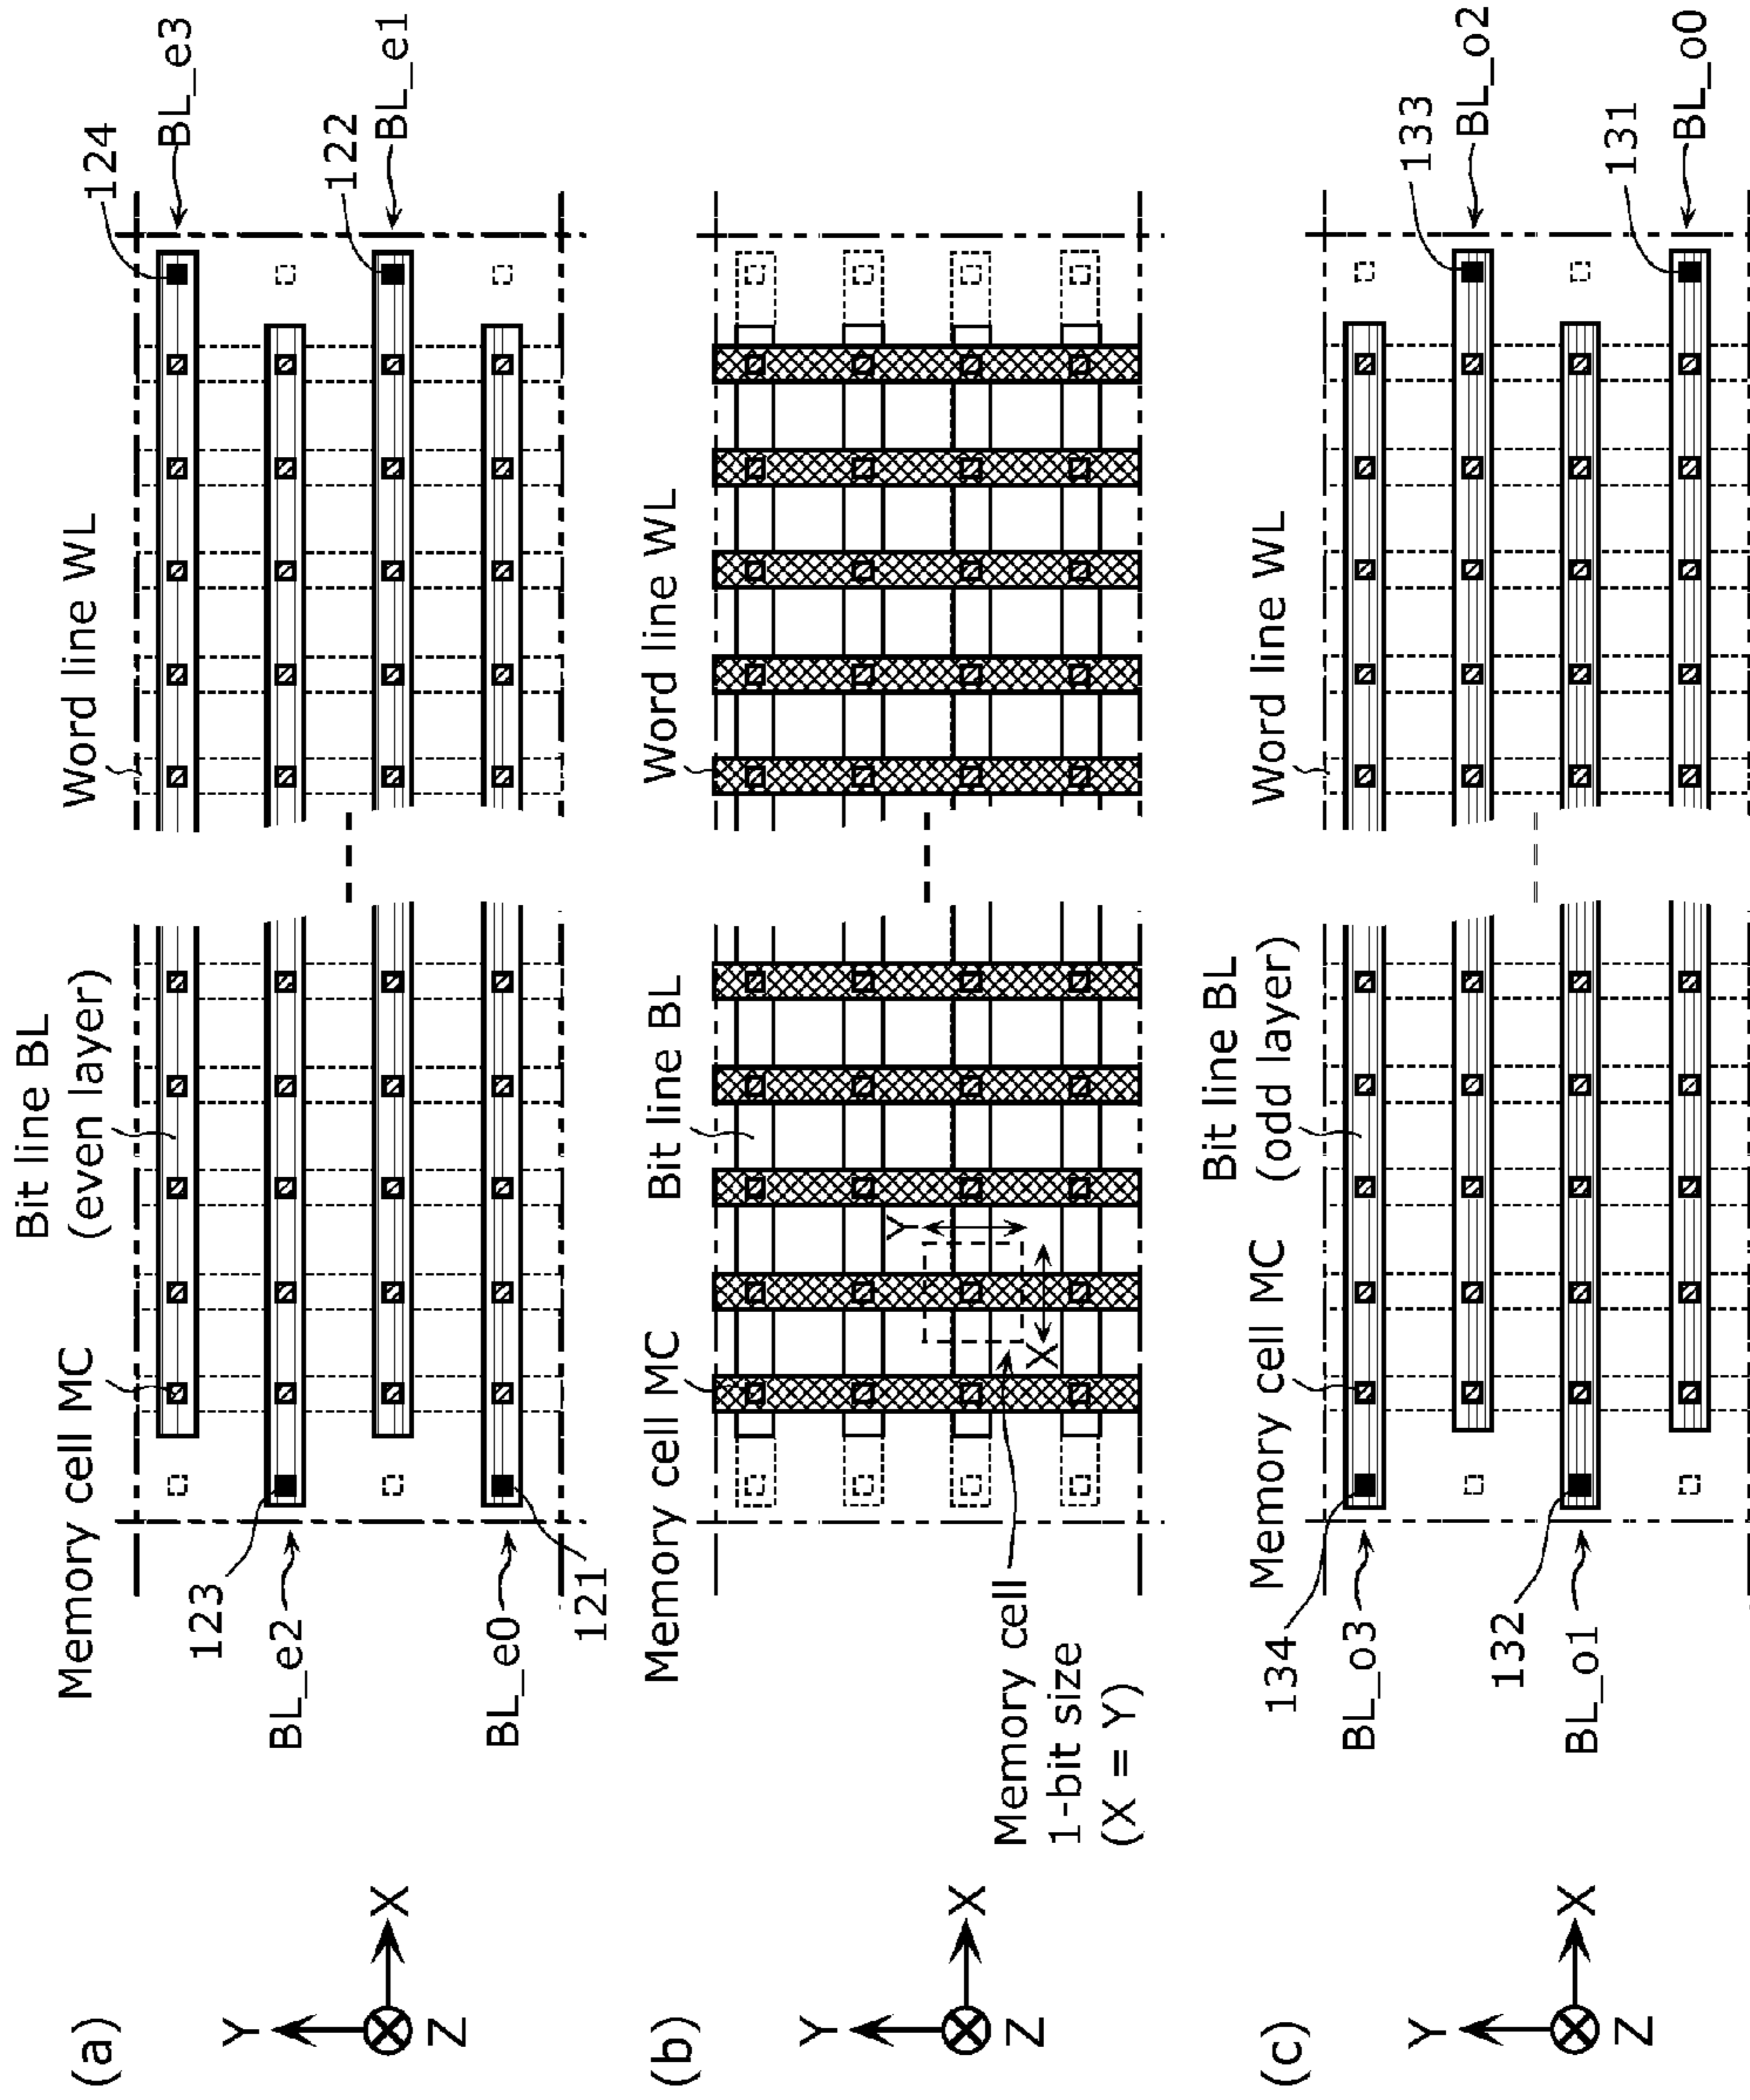 (a)
Bit line BL
(even layer)
Memory cell MC
Word line WL
124
BL_e3
123
BL_e2
122
BL_e1
BL_e0
121
Y
X
Z
(b)
Memory cell MC
Bit line BL
Word line WL
Y
X
Memory cell
1-bit size
(X = Y)
Y
X
Z
(c)
Bit line BL
(odd layer)
Memory cell MC
Word line WL
134
BL_o3
133
BL_o2
132
BL_o1
131
BL_o0
Y
X
Z